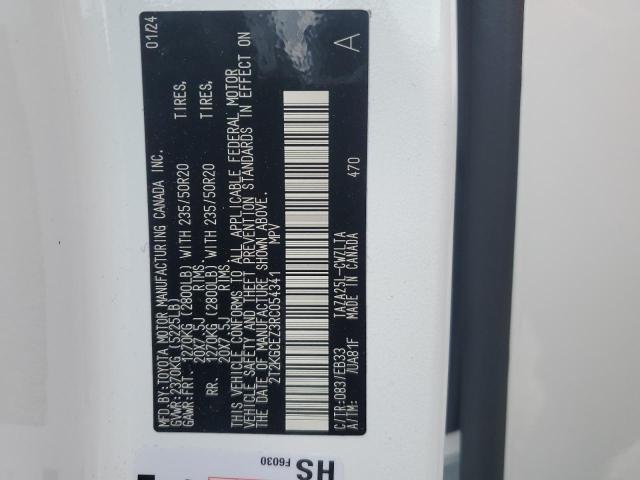 MFD.BY:TOYOTA MOTOR MANUFACTURING CANADA INC. 01/24
GVWR:2370KG (5225LB)
GAWR:FRT. 1270KG (2800LB) WITH 235/50R20 TIRES,
20X7.5J RIMS
RR. 1270KG (2800LB) WITH 235/50R20 TIRES,
20X7.5J RIMS
THIS VEHICLE CONFORMS TO ALL APPLICABLE FEDERAL MOTOR
VEHICLE SAFETY AND THEFT PREVENTION STANDARDS IN EFFECT ON
THE DATE OF MANUFACTURE SHOWN ABOVE.
2T2KGCEZ3RC054341 MPV
C/TR:083/EB33 TA7A25L-CWZLTA 470 A
A/TM: /UA81F MADE IN CANADA
HS
F6030